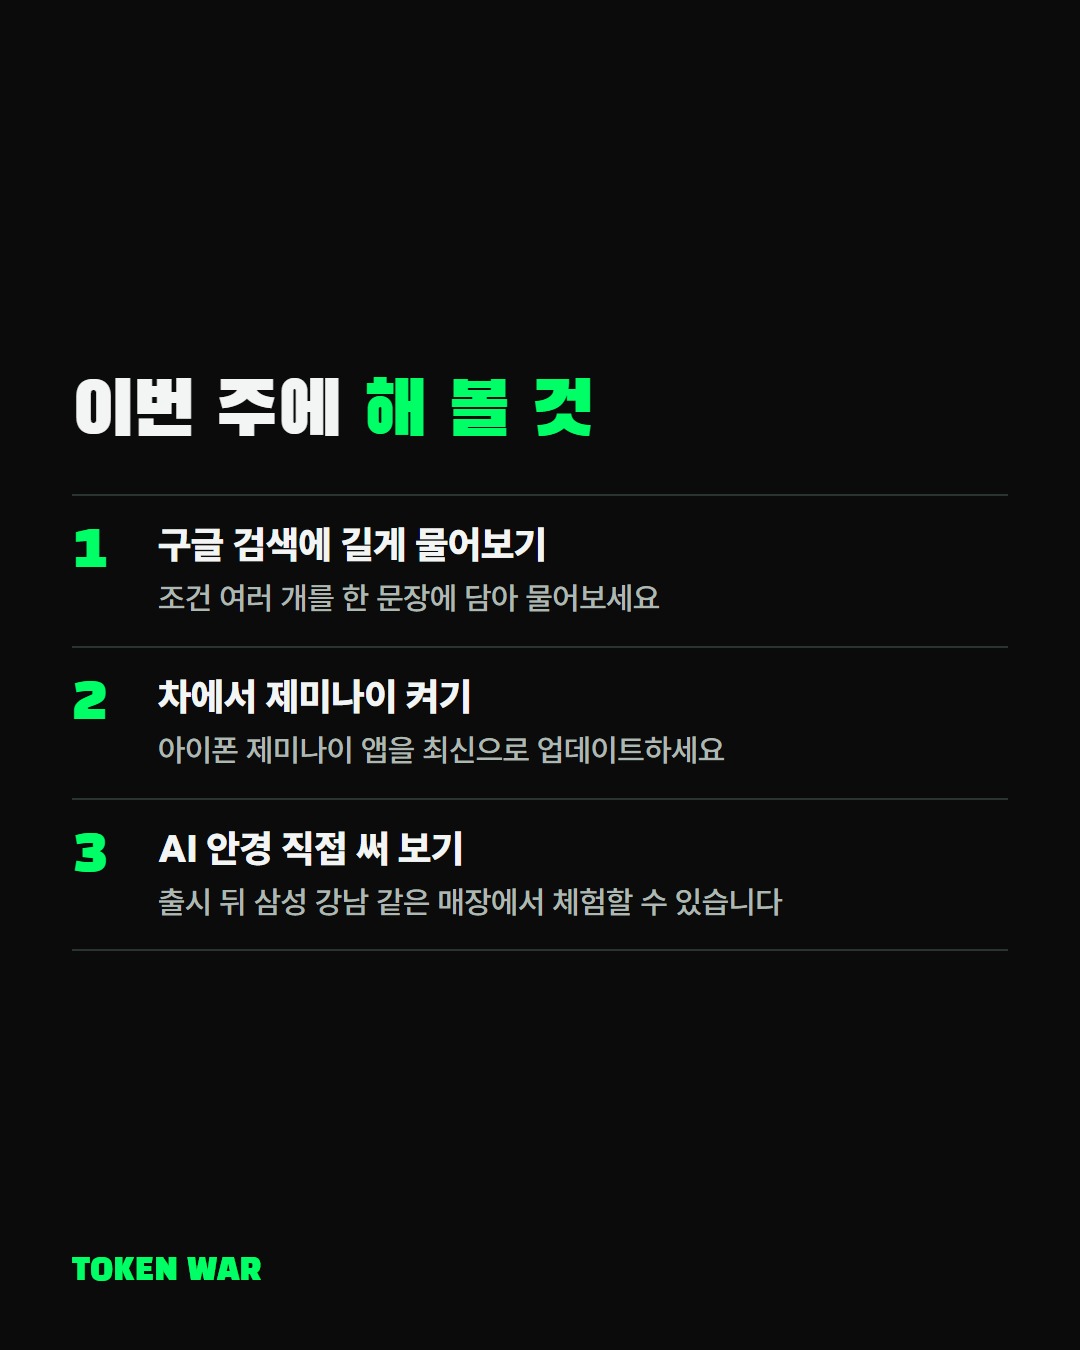 이번 주에 해 볼 것
1 구글 검색에 길게 물어보기
조건 여러 개를 한 문장에 담아 물어보세요
2 차에서 제미나이 켜기
아이폰 제미나이 앱을 최신으로 업데이트하세요
3 AI 안경 직접 써 보기
출시 뒤 삼성 강남 같은 매장에서 체험할 수 있습니다
TOKEN WAR